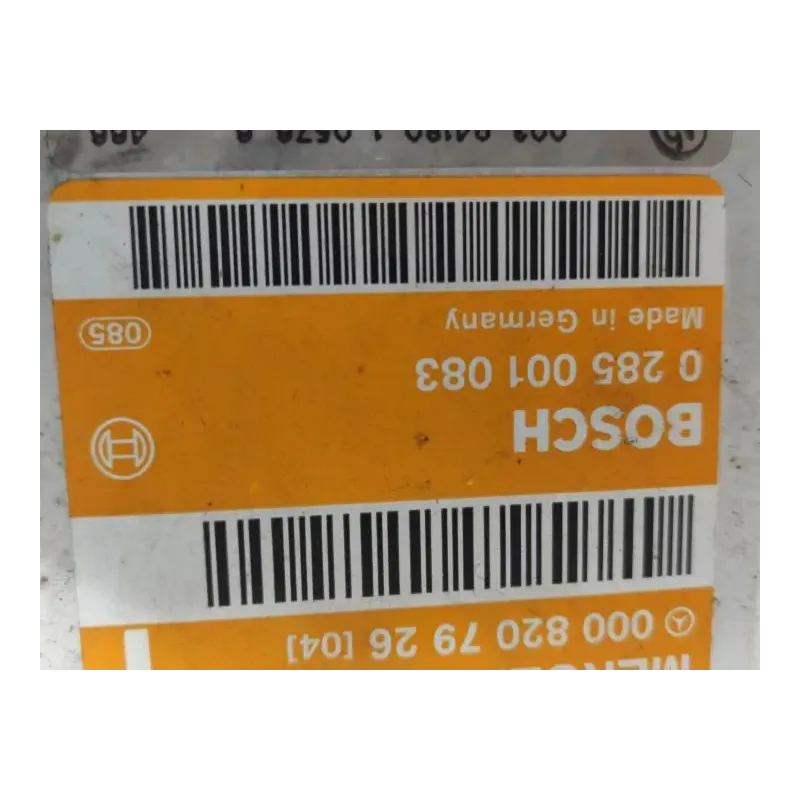 000 820 79 26 [04]
BOSCH
0 285 001 083
Made in Germany 085